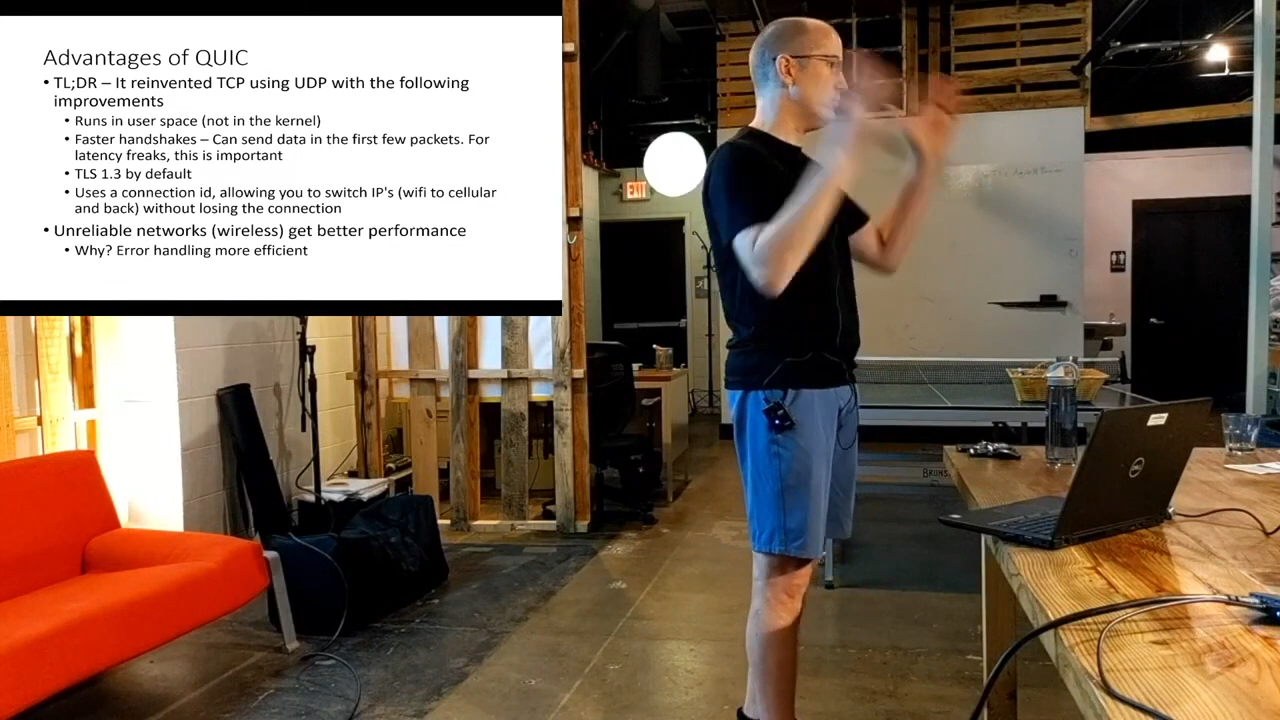 Advantages of QUIC
• TL;DR – It reinvented TCP using UDP with the following
improvements
• Runs in user space (not in the kernel)
• Faster handshakes – Can send data in the first few packets. For
latency freaks, this is important
• TLS 1.3 by default
• Uses a connection id, allowing you to switch IP's (wifi to cellular
and back) without losing the connection
• Unreliable networks (wireless) get better performance
• Why? Error handling more efficient
EXIT
DELL